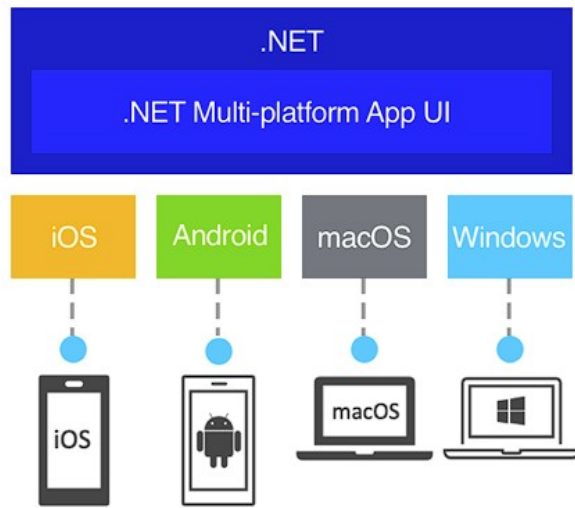 .NET
.NET Multi-platform App UI
iOS
Android
macOS
Windows
iOS
macOS